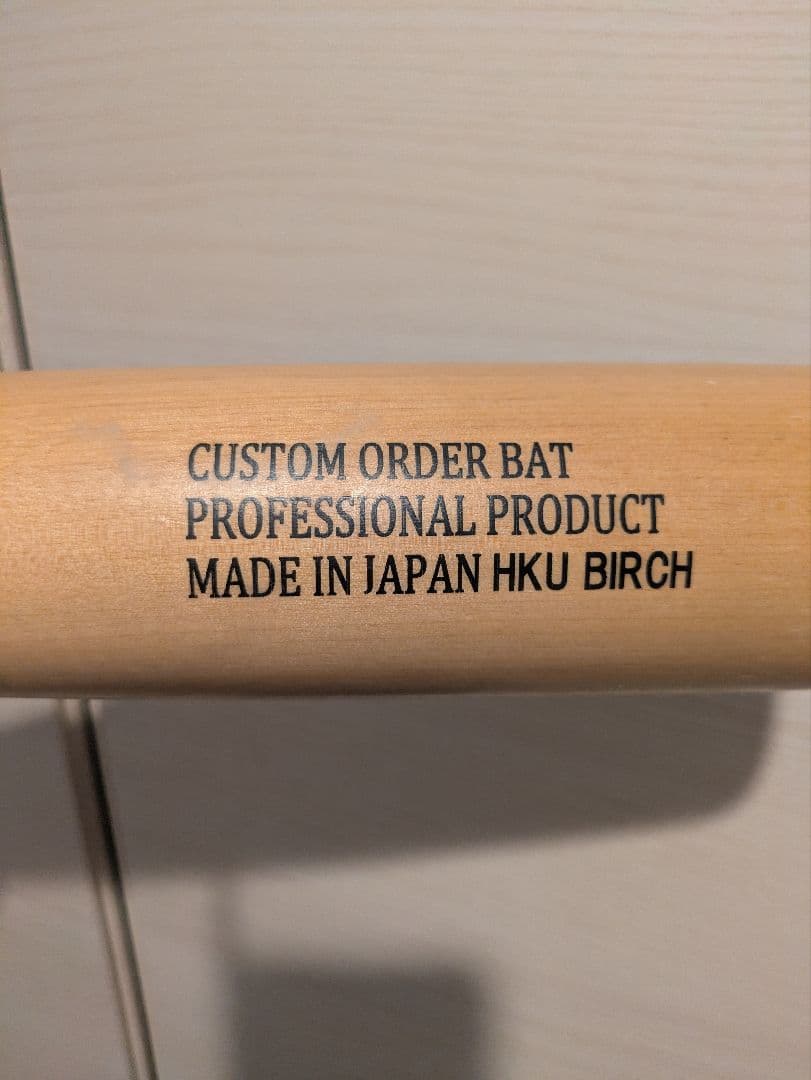 CUSTOM ORDER BAT
PROFESSIONAL PRODUCT
MADE IN JAPAN HKU BIRCH